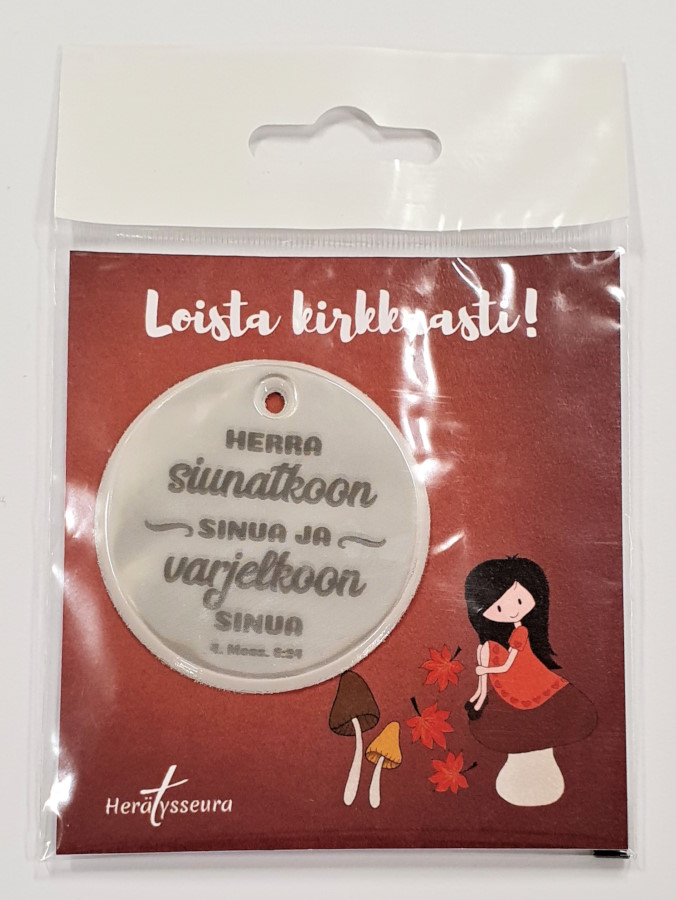 Loista kirkkaasti!
HERRA
siunatkoon
SINUA JA
varjelkoon
SINUA
4. Moos. 6:24
Herätysseura